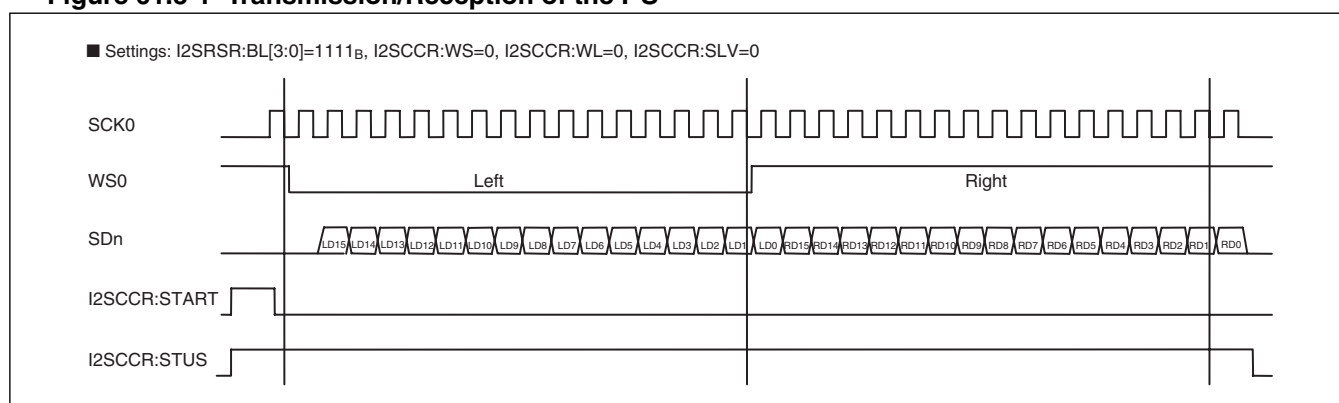 ■ Settings: I2SRSR:BL[3:0]=1111B, I2SCCR:WS=0, I2SCCR:WL=0, I2SCCR:SLV=0
SCK0
WS0 Left Right
SDn LD15 LD14 LD13 LD12 LD11 LD10 LD9 LD8 LD7 LD6 LD5 LD4 LD3 LD2 LD1 LD0 RD15 RD14 RD13 RD12 RD11 RD10 RD9 RD8 RD7 RD6 RD5 RD4 RD3 RD2 RD1 RD0
I2SCCR:START
I2SCCR:STUS